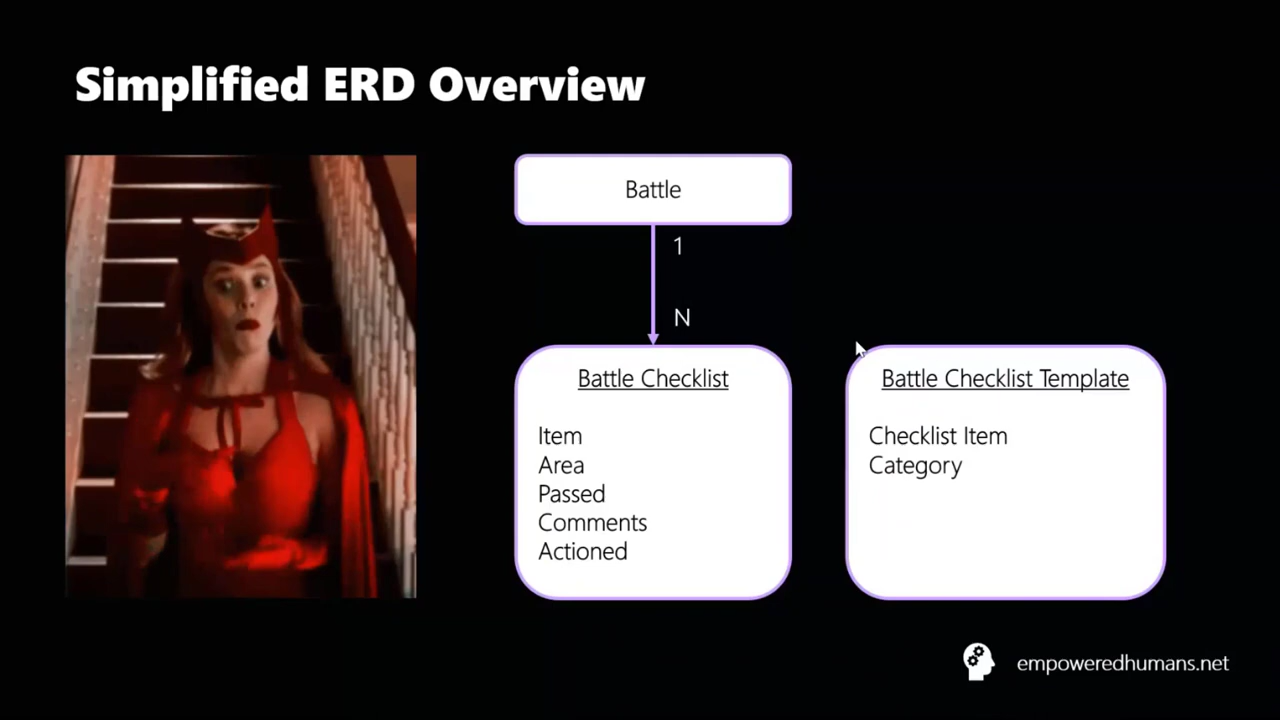 Simplified ERD Overview
Battle
1
N
Battle Checklist
Item
Area
Passed
Comments
Actioned
Battle Checklist Template
Checklist Item
Category
empoweredhumans.net